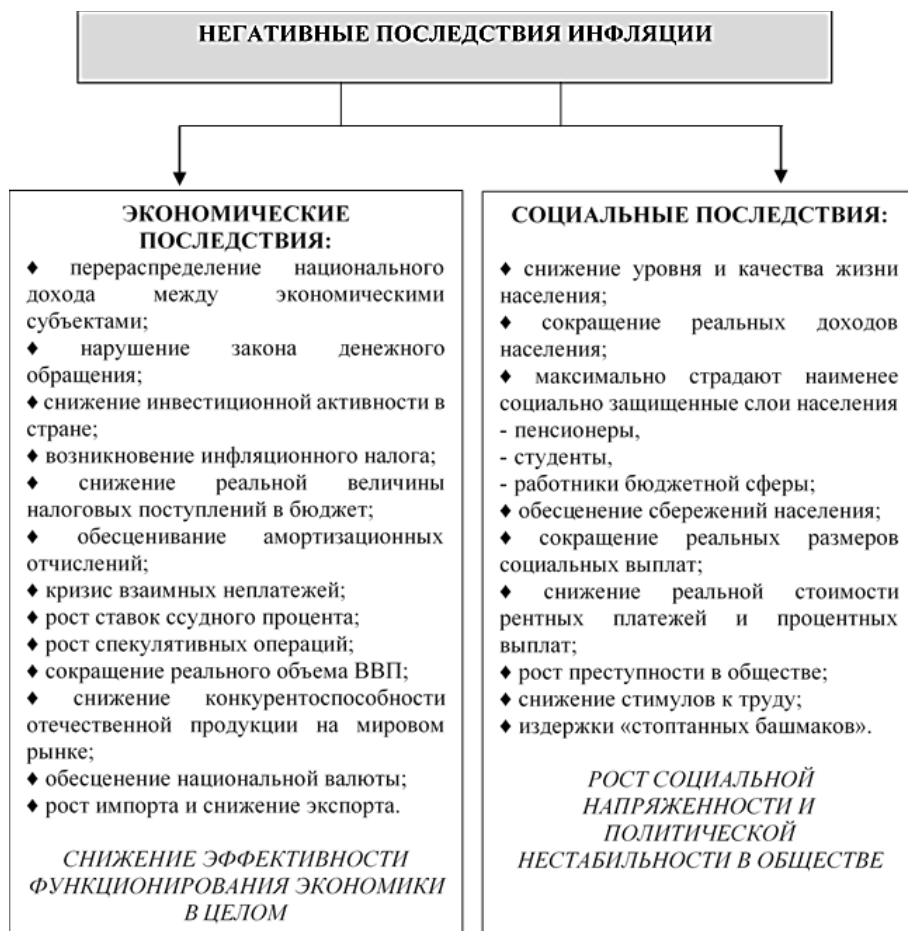 НЕГАТИВНЫЕ ПОСЛЕДСТВИЯ ИНФЛЯЦИИ
ЭКОНОМИЧЕСКИЕ
ПОСЛЕДСТВИЯ:
♦ перераспределение национального
дохода между экономическими
субъектами;
♦ нарушение закона денежного
обращения;
♦ снижение инвестиционной активности в
стране;
♦ возникновение инфляционного налога;
♦ снижение реальной величины
налоговых поступлений в бюджет;
♦ обесценивание амортизационных
отчислений;
♦ кризис взаимных неплатежей;
♦ рост ставок ссудного процента;
♦ рост спекулятивных операций;
♦ сокращение реального объема ВВП;
♦ снижение конкурентоспособности
отечественной продукции на мировом
рынке;
♦ обесценение национальной валюты;
♦ рост импорта и снижение экспорта.
СНИЖЕНИЕ ЭФФЕКТИВНОСТИ
ФУНКЦИОНИРОВАНИЯ ЭКОНОМИКИ
В ЦЕЛОМ
СОЦИАЛЬНЫЕ ПОСЛЕДСТВИЯ:
♦ снижение уровня и качества жизни
населения;
♦ сокращение реальных доходов
населения;
♦ максимально страдают наименее
социально защищенные слои населения
- пенсионеры,
- студенты,
- работники бюджетной сферы;
♦ обесценение сбережений населения;
♦ сокращение реальных размеров
социальных выплат;
♦ снижение реальной стоимости
рентных платежей и процентных
выплат;
♦ рост преступности в обществе;
♦ снижение стимулов к труду;
♦ издержки «стоптанных башмаков».
РОСТ СОЦИАЛЬНОЙ
НАПРЯЖЕННОСТИ И
ПОЛИТИЧЕСКОЙ
НЕСТАБИЛЬНОСТИ В ОБЩЕСТВЕ